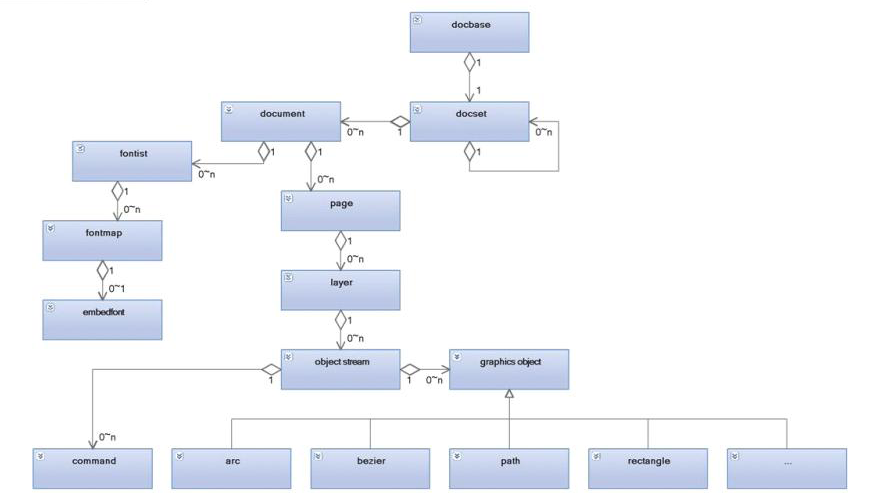 docbase
1
1
document
docset
0~n
1
0~n
1
fontist
1
1
0~n
0~n
1
page
0~n
fontmap
1
0~n
1
layer
0~1
embedfont
1
0~n
object stream
graphics object
1
1
0~n
0~n
command
arc
bezier
path
rectangle
...